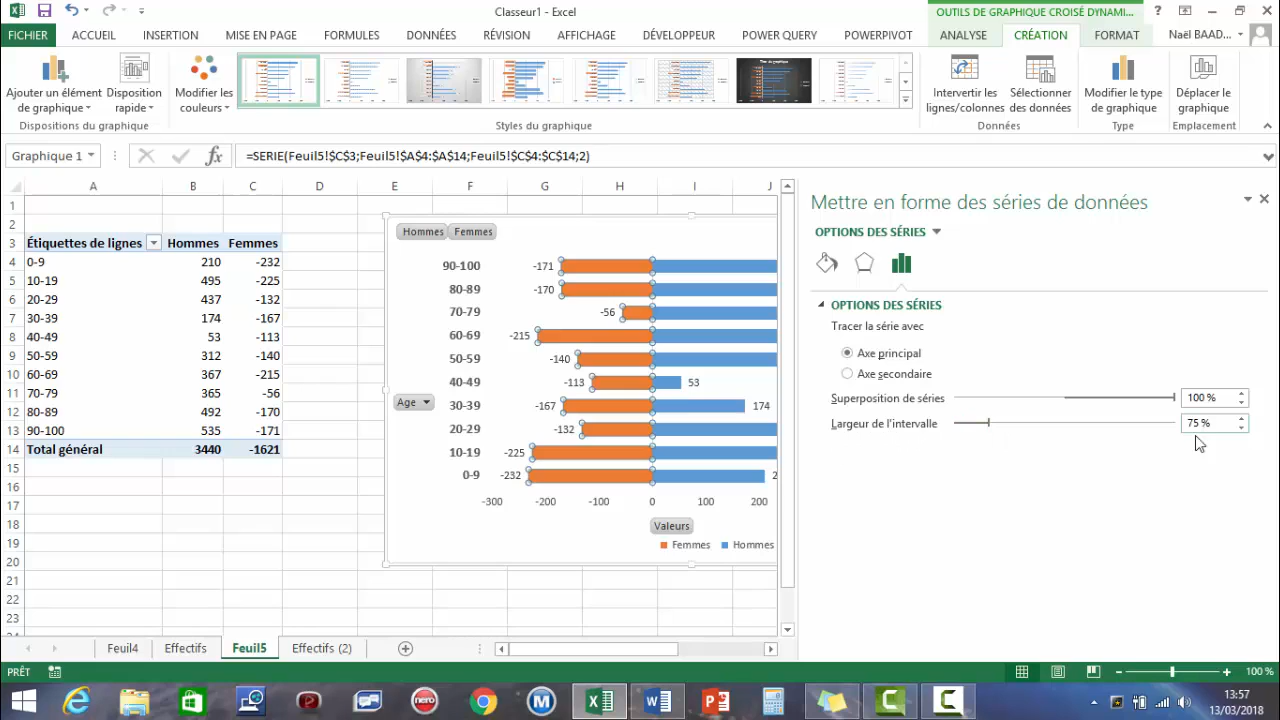 Classeur1 - Excel
OUTILS DE GRAPHIQUE CROISÉ DYNAMI...
FICHIER ACCUEIL INSERTION MISE EN PAGE FORMULES DONNÉES RÉVISION AFFICHAGE DÉVELOPPEUR POWER QUERY POWERPIVOT ANALYSE CRÉATION FORMAT Naël BAAD...
Ajouter un élément de graphique
Disposition rapide
Modifier les couleurs
Intervertir les lignes/colonnes
Sélectionner des données
Modifier le type de graphique
Déplacer le graphique
Dispositions du graphique Styles du graphique Données Type Emplacement
Graphique 1 fx =SERIE(Feuil5!$C$3;Feuil5!$A$4:$A$14;Feuil5!$C$4:$C$14;2)
A B C D E F G H I J
1
2
3 Étiquettes de lignes Hommes Femmes
4 0-9 210 -232
5 10-19 495 -225
6 20-29 437 -132
7 30-39 174 -167
8 40-49 53 -113
9 50-59 312 -140
10 60-69 367 -215
11 70-79 365 -56
12 80-89 492 -170
13 90-100 535 -171
14 Total général 3440 -1621
15
16
17
18
19
20
21
22
23
Hommes Femmes
90-100 -171
80-89 -170
70-79 -56
60-69 -215
50-59 -140
40-49 -113 53
Age
30-39 -167 174
20-29 -132
10-19 -225
0-9 -232 2
-300 -200 -100 0 100 200
Valeurs
Femmes Hommes
Mettre en forme des séries de données
OPTIONS DES SÉRIES
OPTIONS DES SÉRIES
Tracer la série avec
Axe principal
Axe secondaire
Superposition de séries 100 %
Largeur de l'intervalle 75 %
Feuil4 Effectifs Feuil5 Effectifs (2)
PRÊT 100 %
13:57
13/03/2018